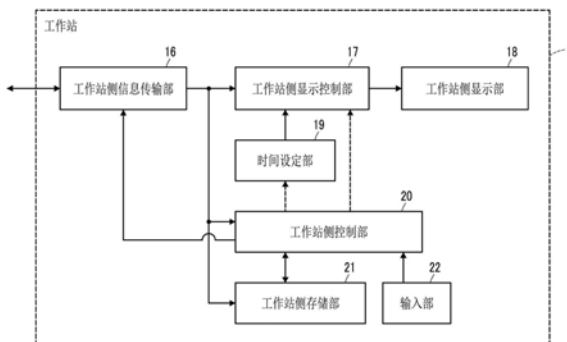 工作站
16
工作站侧信息传输部
17
工作站侧显示控制部
18
工作站侧显示部
19
时间设定部
20
工作站侧控制部
21
工作站侧存储部
22
输入部